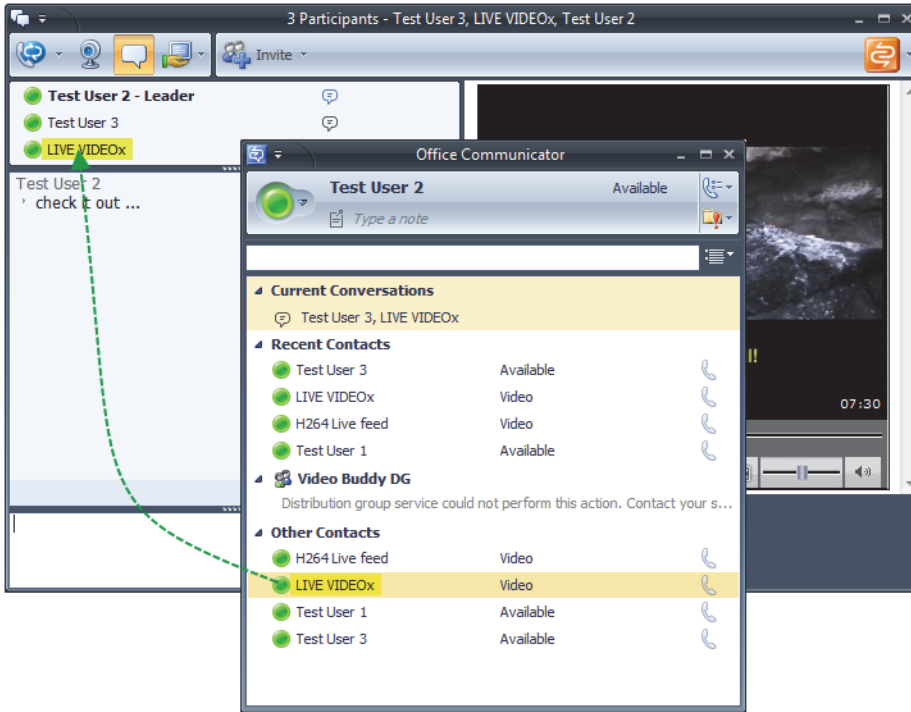 3 Participants - Test User 3, LIVE VIDEOx, Test User 2
Invite
Test User 2 - Leader
Test User 3
LIVE VIDEOx
Test User 2
check it out ...
Office Communicator
Test User 2 Available
Type a note
Current Conversations
Test User 3, LIVE VIDEOx
Recent Contacts
Test User 3 Available
LIVE VIDEOx Video
H264 Live feed Video
Test User 1 Available
Video Buddy DG
Distribution group service could not perform this action. Contact your s...
Other Contacts
H264 Live feed Video
LIVE VIDEOx Video
Test User 1 Available
Test User 3 Available
07:30